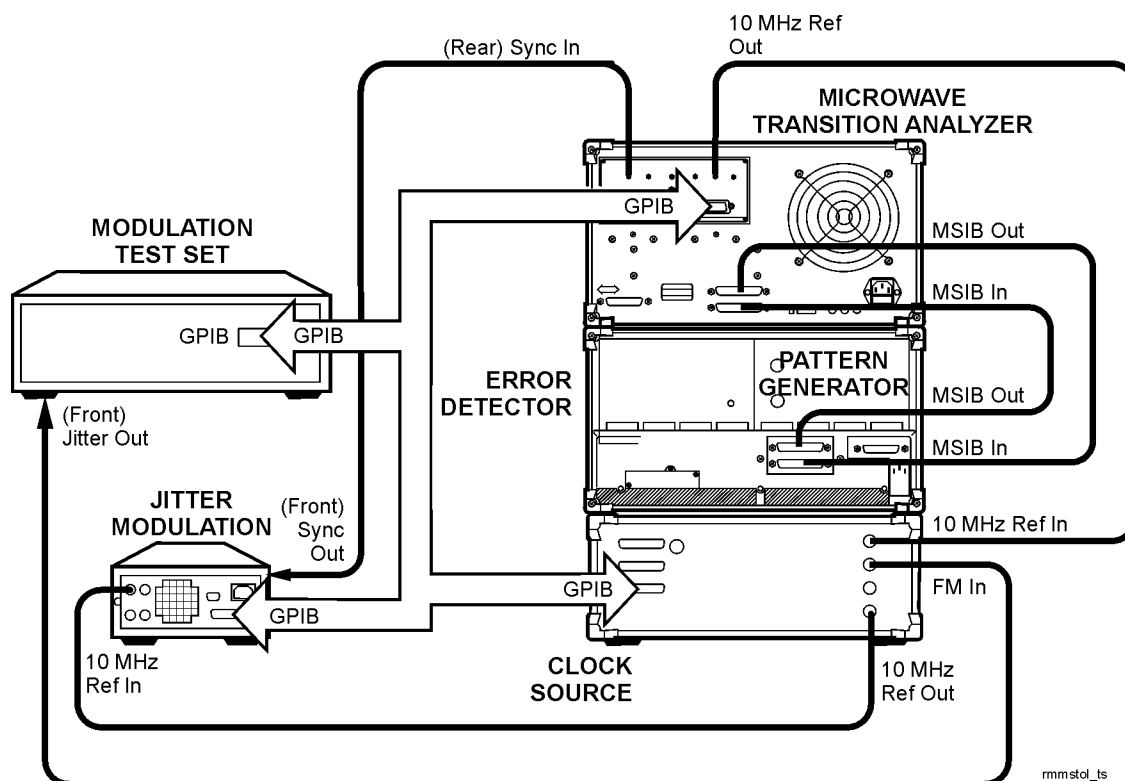 10 MHz Ref
Out
(Rear) Sync In
MICROWAVE
TRANSITION ANALYZER
GPIB
MODULATION
TEST SET
MSIB Out
MSIB In
GPIB
GPIB
PATTERN
GENERATOR
ERROR
DETECTOR
MSIB Out
(Front)
Jitter Out
MSIB In
JITTER
MODULATION
(Front)
Sync
Out
10 MHz Ref In
GPIB
FM In
GPIB
10 MHz
Ref In
CLOCK
SOURCE
10 MHz
Ref Out
rmmstol_ts